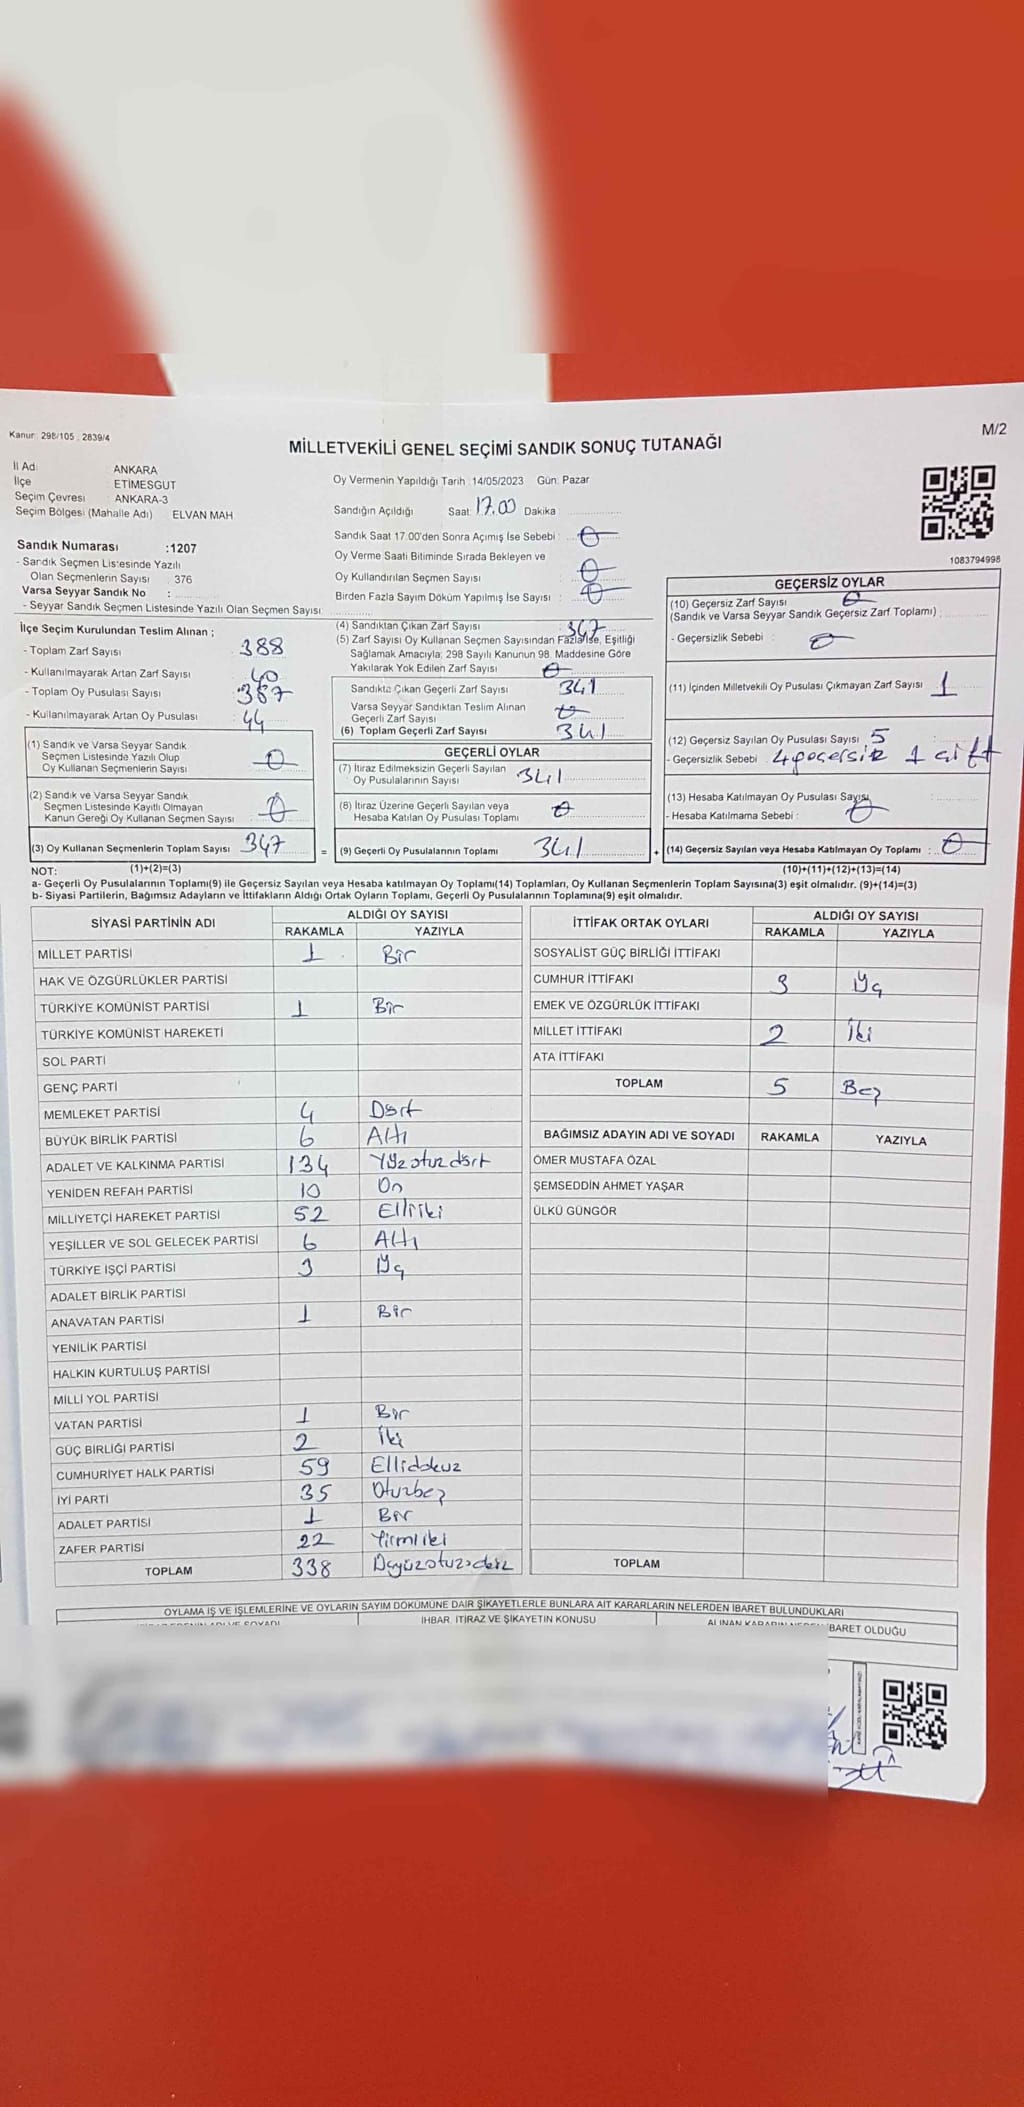 Kanun: 298/105, 2839/4
M/2
MİLLETVEKİLİ GENEL SEÇİMİ SANDIK SONUÇ TUTANAĞI
İl Adı: ANKARA
İlçe ETİMESGUT
Seçim Çevresi ANKARA-3
Seçim Bölgesi (Mahalle Adı) ELVAN MAH.
Sandık Numarası :1207
- Sandık Seçmen Listesinde Yazılı
Olan Seçmenlerin Sayısı : 376
Varsa Seyyar Sandık No :
- Seyyar Sandık Seçmen Listesinde Yazılı Olan Seçmen Sayısı:
Oy Vermenin Yapıldığı Tarih : 14/05/2023 Gün: Pazar
Sandığın Açıldığı Saat: 17.00 Dakika :
Sandık Saat 17.00'den Sonra Açımış İse Sebebi : 0
Oy Verme Saati Bitiminde Sırada Bekleyen ve
Oy Kullandırılan Seçmen Sayısı 0
Birden Fazla Sayım Döküm Yapılmış İse Sayısı : 0
1083794998
İlçe Seçim Kurulundan Teslim Alınan ;
- Toplam Zarf Sayısı 388
- Kullanılmayarak Artan Zarf Sayısı 40
- Toplam Oy Pusulası Sayısı 387
- Kullanılmayarak Artan Oy Pusulası : 44
(1) Sandık ve Varsa Seyyar Sandık
Seçmen Listesinde Yazılı Olup
Oy Kullanan Seçmenlerin Sayısı 0
(2) Sandık ve Varsa Seyyar Sandık
Seçmen Listesinde Kayıtlı Olmayan
Kanun Gereği Oy Kullanan Seçmen Sayısı : 0
(3) Oy Kullanan Seçmenlerin Toplam Sayısı : 347
(4) Sandıktan Çıkan Zarf Sayısı 347
(5) Zarf Sayısı Oy Kullanan Seçmen Sayısından Fazla İse, Eşitliği
Sağlamak Amacıyla; 298 Sayılı Kanunun 98. Maddesine Göre
Yakılarak Yok Edilen Zarf Sayısı 0
Sandıkta Çıkan Geçerli Zarf Sayısı 341
Varsa Seyyar Sandıktan Teslim Alınan
Geçerli Zarf Sayısı 0
(6) Toplam Geçerli Zarf Sayısı 341
GEÇERLİ OYLAR
(7) İtiraz Edilmeksizin Geçerli Sayılan
Oy Pusulalarının Sayısı : 341
(8) İtiraz Üzerine Geçerli Sayılan veya
Hesaba Katılan Oy Pusulası Toplamı : 0
= (9) Geçerli Oy Pusulalarının Toplamı 341
GEÇERSİZ OYLAR
(10) Geçersiz Zarf Sayısı 0
(Sandık ve Varsa Seyyar Sandık Geçersiz Zarf Toplamı) :
- Geçersizlik Sebebi : 0
(11) İçinden Milletvekili Oy Pusulası Çıkmayan Zarf Sayısı : 1
(12) Geçersiz Sayılan Oy Pusulası Sayısı : 5
- Geçersizlik Sebebi 4 geçersiz 1 çift
(13) Hesaba Katılmayan Oy Pusulası Sayısı
- Hesaba Katılmama Sebebi : 0
+ (14) Geçersiz Sayılan veya Hesaba Katılmayan Oy Toplamı : 0
NOT: (1)+(2)=(3) (10)+(11)+(12)+(13)=(14)
a- Geçerli Oy Pusulalarının Toplamı(9) ile Geçersiz Sayılan veya Hesaba katılmayan Oy Toplamı(14) Toplamları, Oy Kullanan Seçmenlerin Toplam Sayısına(3) eşit olmalıdır. (9)+(14)=(3)
b- Siyasi Partilerin, Bağımsız Adayların ve İttifakların Aldığı Ortak Oyların Toplamı, Geçerli Oy Pusulalarının Toplamına(9) eşit olmalıdır.
SİYASİ PARTİNİN ADI ALDIĞI OY SAYISI
RAKAMLA YAZIYLA
MİLLET PARTİSİ 1 Bir
HAK VE ÖZGÜRLÜKLER PARTİSİ
TÜRKİYE KOMÜNİST PARTİSİ 1 Bir
TÜRKİYE KOMÜNİST HAREKETİ
SOL PARTİ
GENÇ PARTİ
MEMLEKET PARTİSİ 4 Dört
BÜYÜK BİRLİK PARTİSİ 6 Altı
ADALET VE KALKINMA PARTİSİ 134 Yüzotuzdört
YENİDEN REFAH PARTİSİ 10 On
MİLLİYETÇİ HAREKET PARTİSİ 52 Elliiki
YEŞİLLER VE SOL GELECEK PARTİSİ 6 Altı
TÜRKİYE İŞÇİ PARTİSİ 3 Üç
ADALET BİRLİK PARTİSİ
ANAVATAN PARTİSİ 1 Bir
YENİLİK PARTİSİ
HALKIN KURTULUŞ PARTİSİ
MİLLİ YOL PARTİSİ
VATAN PARTİSİ 1 Bir
GÜÇ BİRLİĞİ PARTİSİ 2 İki
CUMHURİYET HALK PARTİSİ 59 Ellidokuz
İYİ PARTİ 35 Otuzbeş
ADALET PARTİSİ 1 Bir
ZAFER PARTİSİ 22 Yirmiiki
TOPLAM 338
İTTİFAK ORTAK OYLARI ALDIĞI OY SAYISI
RAKAMLA YAZIYLA
SOSYALİST GÜÇ BİRLİĞİ İTTİFAKI
CUMHUR İTTİFAKI 3 Üç
EMEK VE ÖZGÜRLÜK İTTİFAKI
MİLLET İTTİFAKI 2 İki
ATA İTTİFAKI
TOPLAM 5 Beş
BAĞIMSIZ ADAYIN ADI VE SOYADI RAKAMLA YAZIYLA
ÖMER MUSTAFA ÖZAL
ŞEMSEDDİN AHMET YAŞAR
ÜLKÜ GÜNGÖR
TOPLAM
OYLAMA İŞ VE İŞLEMLERİNE VE OYLARIN SAYIM DÖKÜMÜNE DAİR ŞİKAYETLERLE BUNLARA AİT KARARLARIN NELERDEN İBARET BULUNDUKLARI
İHBAR, İTİRAZ VE ŞİKAYETİN KONUSU